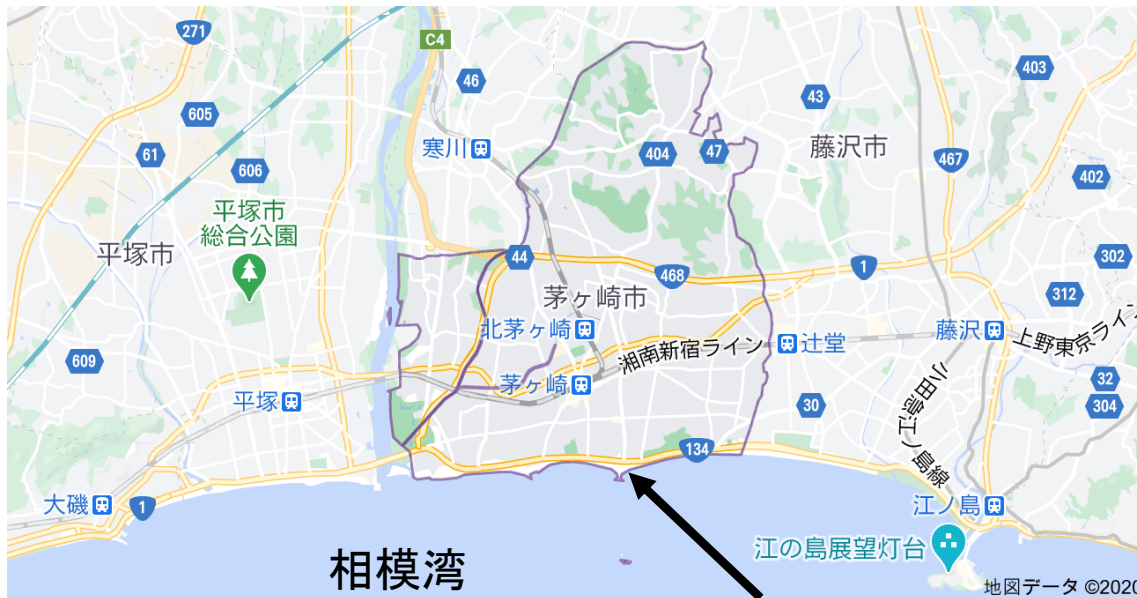 271
C4
46
403
605
43
61
寒川
404
47
藤沢市
467
606
402
平塚市
総合公園
平塚市
44
302
468
1
茅ヶ崎市
312
北茅ヶ崎
藤沢
609
湘南新宿ライン
辻堂
上野東京ライン
茅ヶ崎
32
平塚
30
304
小田急江ノ島線
134
大磯
1
江ノ島
江の島展望灯台
相模湾
地図データ ©2020